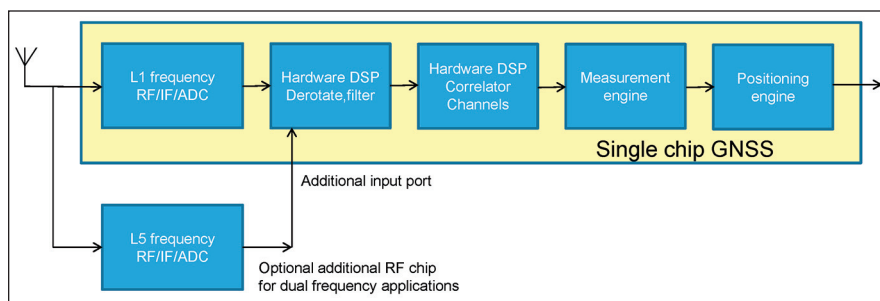 L1 frequency
RF/IF/ADC
Hardware DSP
Derotate,filter
Hardware DSP
Correlator
Channels
Measurement
engine
Positioning
engine
Single chip GNSS
Additional input port
L5 frequency
RF/IF/ADC
Optional additional RF chip
for dual frequency applications